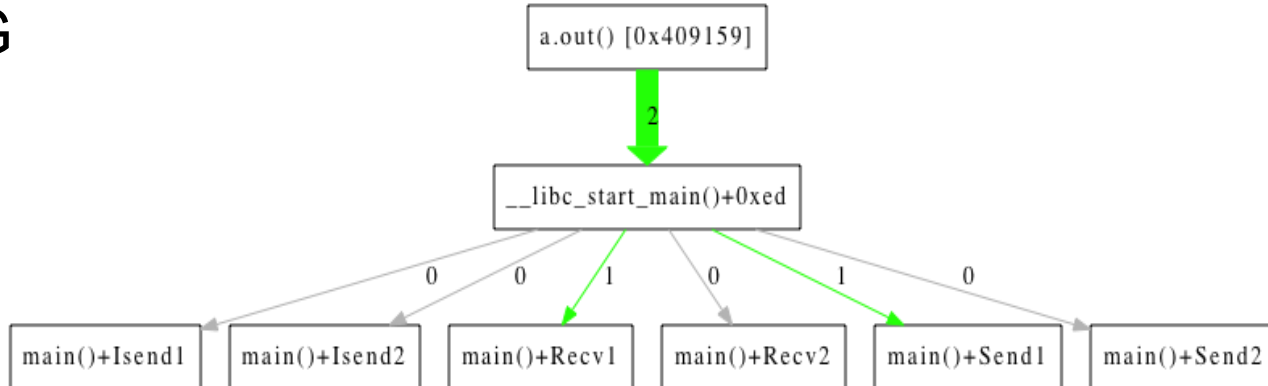 G
a.out() [0x409159]
2
__libc_start_main()+0xed
0 0 1 0 1 0
main()+Isend1 main()+Isend2 main()+Recv1 main()+Recv2 main()+Send1 main()+Send2